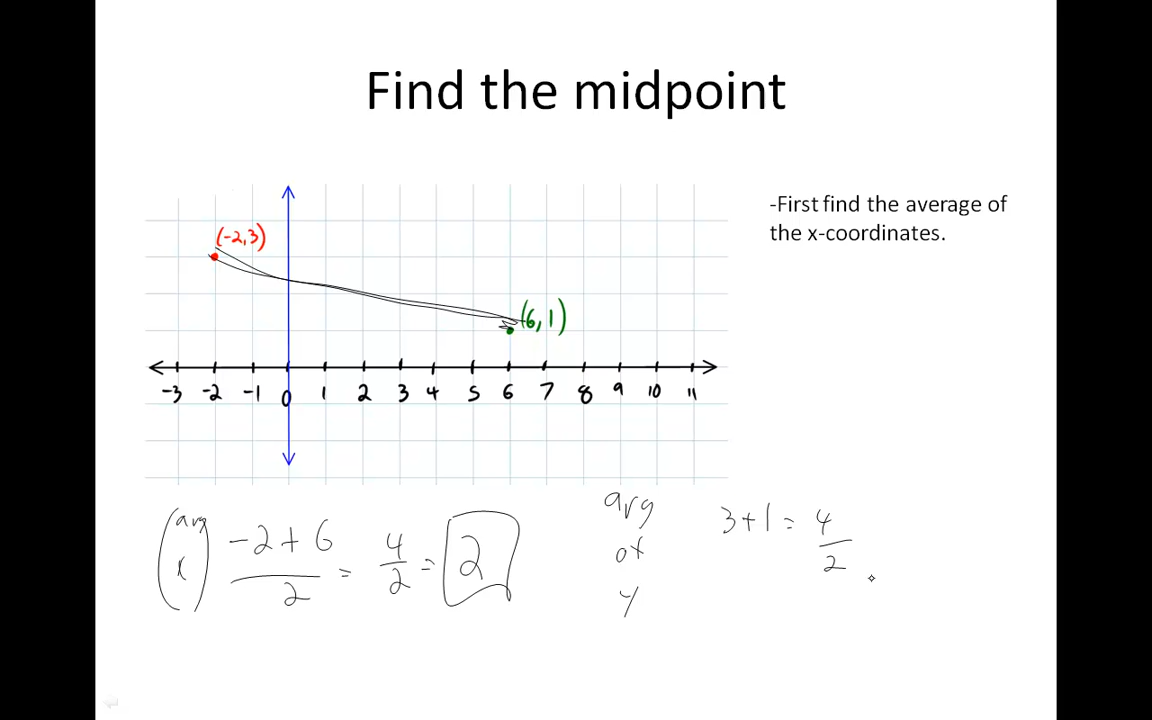 Find the midpoint
-First find the average of
the x-coordinates.
(-2,3)
(6,1)
-3 -2 -1 0 1 2 3 4 5 6 7 8 9 10 11
avg
x
-2+6
2
=
4
2
=
2
avg
of
y
3+1=
4
2